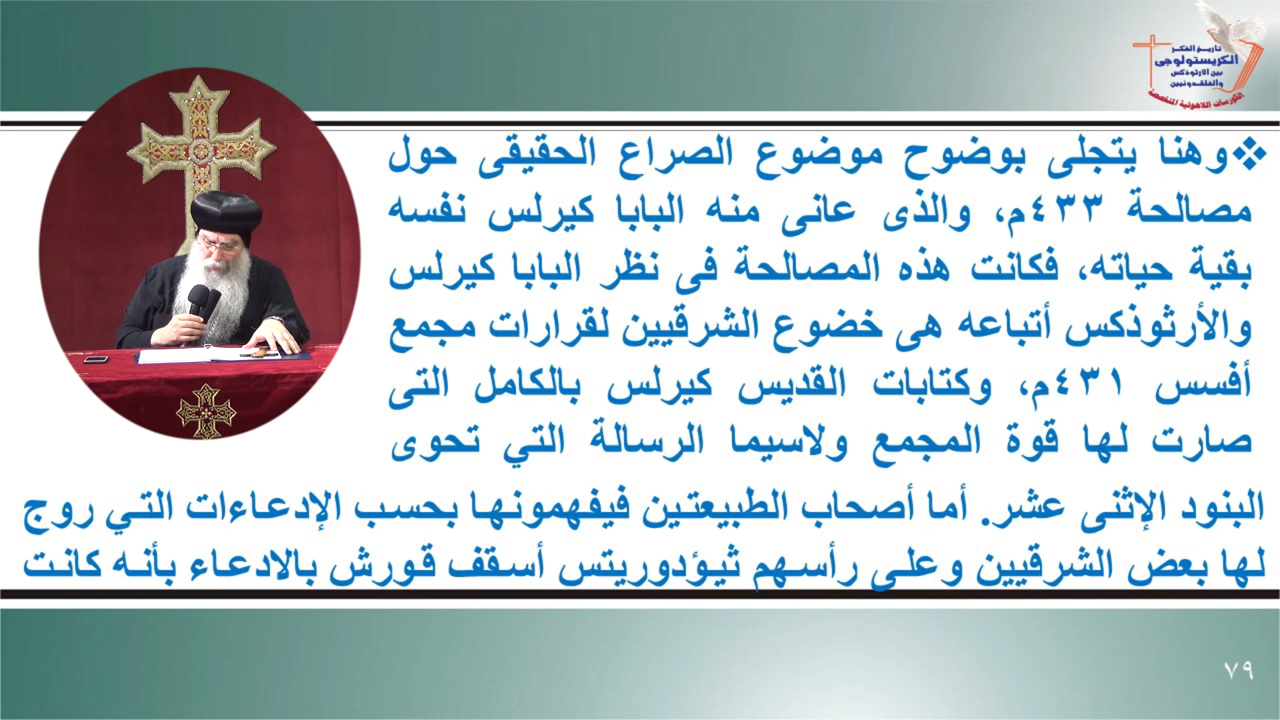 تاريخ الفكر
الكريستولوجى
بين الأرثوذكس
والخلقدونيين
الكورسات اللاهوتية المتخصصة
❖وهنا يتجلى بوضوح موضوع الصراع الحقيقى حول
مصالحة ٤٣٣م، والذى عانى منه البابا كيرلس نفسه
بقية حياته، فكانت هذه المصالحة فى نظر البابا كيرلس
والأرثوذكس أتباعه هى خضوع الشرقيين لقرارات مجمع
أفسس ٤٣١م، وكتابات القديس كيرلس بالكامل التى
صارت لها قوة المجمع ولاسيما الرسالة التي تحوى
البنود الإثنى عشر. أما أصحاب الطبيعتين فيفهمونها بحسب الإدعاءات التي روج
لها بعض الشرقيين وعلى رأسهم ثيؤدوريتس أسقف قورش بالادعاء بأنه كانت
٧٩